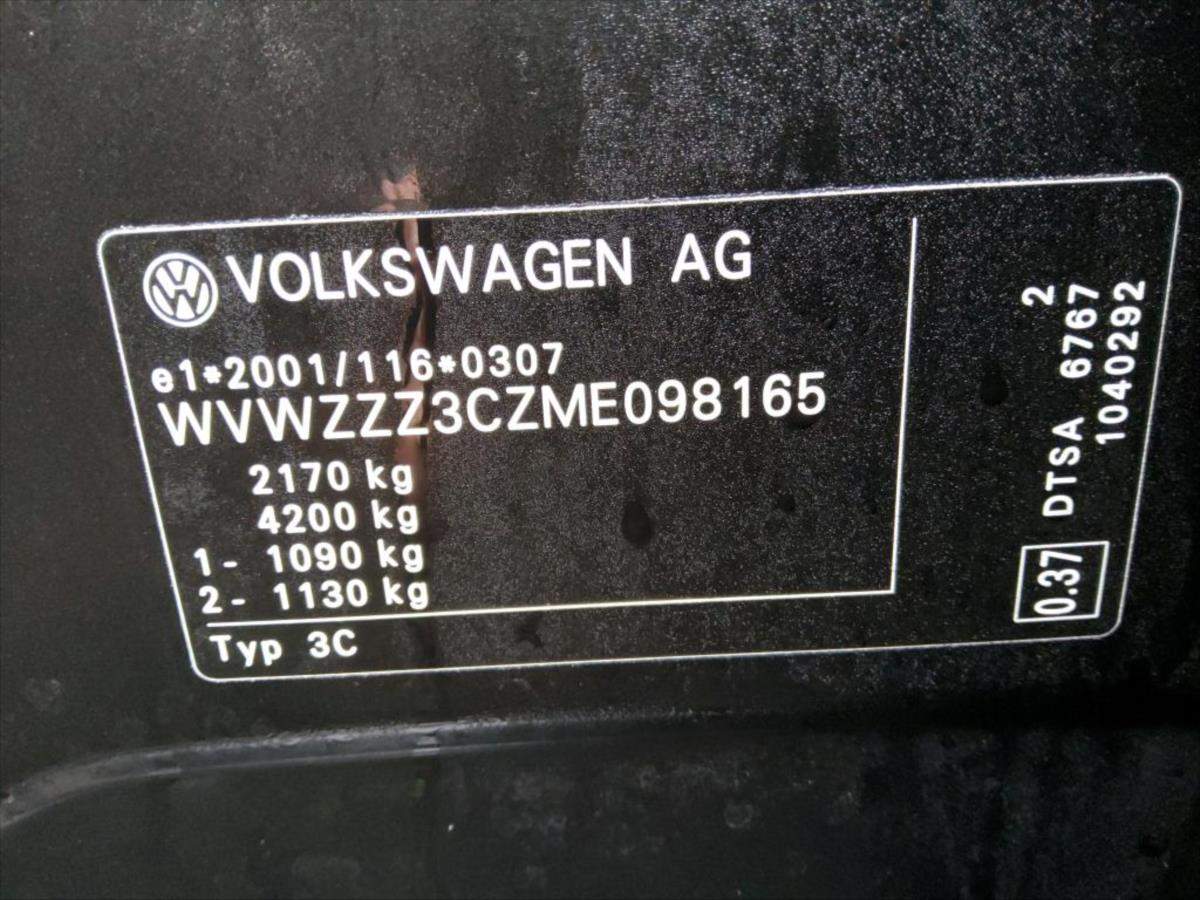 VOLKSWAGEN AG
e1*2001/116*0307
WVWZZZ3CZME098165
2170 kg
4200 kg
1- 1090 kg
2- 1130 kg
Typ 3C
2
0.37 DTSA 6767
1040292